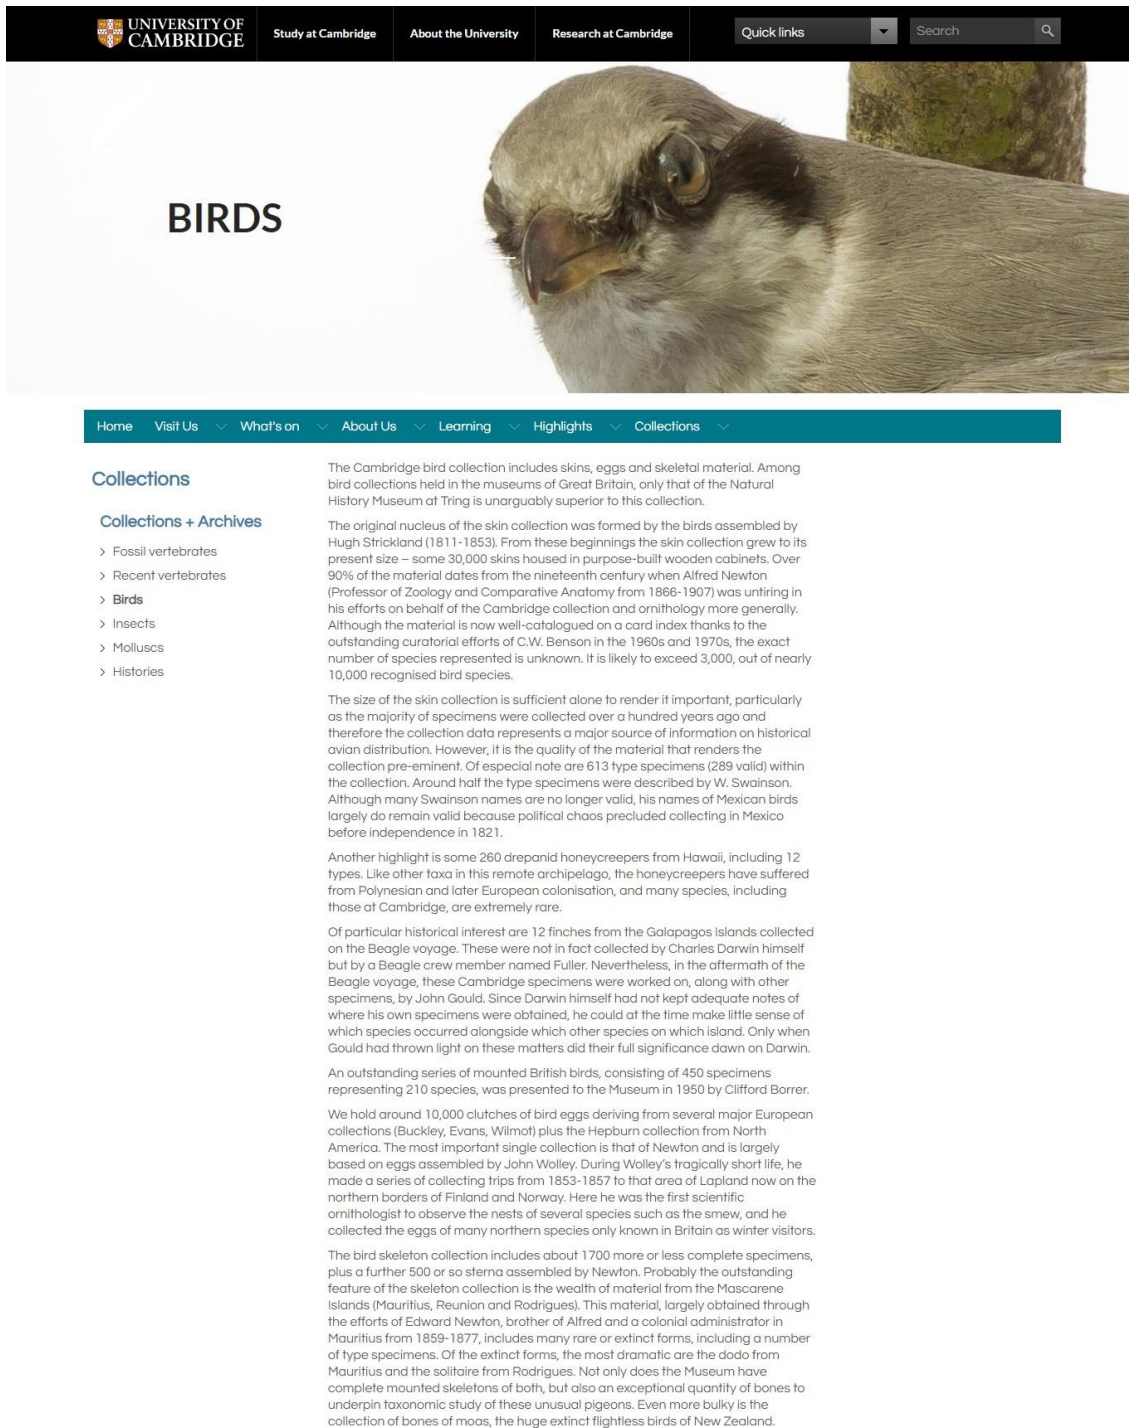 UNIVERSITY OF
CAMBRIDGE
Study at Cambridge
About the University
Research at Cambridge
Quick links
Search
BIRDS
Home
Visit Us
What's on
About Us
Learning
Highlights
Collections
Collections
Collections + Archives
Fossil vertebrates
Recent vertebrates
Birds
Insects
Molluscs
Histories
The Cambridge bird collection includes skins, eggs and skeletal material. Among
bird collections held in the museums of Great Britain, only that of the Natural
History Museum at Tring is unarguably superior to this collection.
The original nucleus of the skin collection was formed by the birds assembled by
Hugh Strickland (1811-1853). From these beginnings the skin collection grew to its
present size – some 30,000 skins housed in purpose-built wooden cabinets. Over
90% of the material dates from the nineteenth century when Alfred Newton
(Professor of Zoology and Comparative Anatomy from 1866-1907) was untiring in
his efforts on behalf of the Cambridge collection and ornithology more generally.
Although the material is now well-catalogued on a card index thanks to the
outstanding curatorial efforts of C.W. Benson in the 1960s and 1970s, the exact
number of species represented is unknown. It is likely to exceed 3,000, out of nearly
10,000 recognised bird species.
The size of the skin collection is sufficient alone to render it important, particularly
as the majority of specimens were collected over a hundred years ago and
therefore the collection data represents a major source of information on historical
avian distribution. However, it is the quality of the material that renders the
collection pre-eminent. Of especial note are 613 type specimens (289 valid) within
the collection. Around half the type specimens were described by W. Swainson.
Although many Swainson names are no longer valid, his names of Mexican birds
largely do remain valid because political chaos precluded collecting in Mexico
before independence in 1821.
Another highlight is some 260 drepanid honeycreepers from Hawaii, including 12
types. Like other taxa in this remote archipelago, the honeycreepers have suffered
from Polynesian and later European colonisation, and many species, including
those at Cambridge, are extremely rare.
Of particular historical interest are 12 finches from the Galapagos Islands collected
on the Beagle voyage. These were not in fact collected by Charles Darwin himself
but by a Beagle crew member named Fuller. Nevertheless, in the aftermath of the
Beagle voyage, these Cambridge specimens were worked on, along with other
specimens, by John Gould. Since Darwin himself had not kept adequate notes of
where his own specimens were obtained, he could at the time make little sense of
which species occurred alongside which other species on which island. Only when
Gould had thrown light on these matters did their full significance dawn on Darwin.
An outstanding series of mounted British birds, consisting of 450 specimens
representing 210 species, was presented to the Museum in 1950 by Clifford Borrer.
We hold around 10,000 clutches of bird eggs deriving from several major European
collections (Buckley, Evans, Wilmot) plus the Hepburn collection from North
America. The most important single collection is that of Newton and is largely
based on eggs assembled by John Wolley. During Wolley's tragically short life, he
made a series of collecting trips from 1853-1857 to that area of Lapland now on the
northern borders of Finland and Norway. Here he was the first scientific
ornithologist to observe the nests of several species such as the smew, and he
collected the eggs of many northern species only known in Britain as winter visitors.
The bird skeleton collection includes about 1700 more or less complete specimens,
plus a further 500 or so sterna assembled by Newton. Probably the outstanding
feature of the skeleton collection is the wealth of material from the Mascarene
Islands (Mauritius, Reunion and Rodrigues). This material, largely obtained through
the efforts of Edward Newton, brother of Alfred and a colonial administrator in
Mauritius from 1859-1877, includes many rare or extinct forms, including a number
of type specimens. Of the extinct forms, the most dramatic are the dodo from
Mauritius and the solitaire from Rodrigues. Not only does the Museum have
complete mounted skeletons of both, but also an exceptional quantity of bones to
underpin taxonomic study of these unusual pigeons. Even more bulky is the
collection of bones of moas, the huge extinct flightless birds of New Zealand.